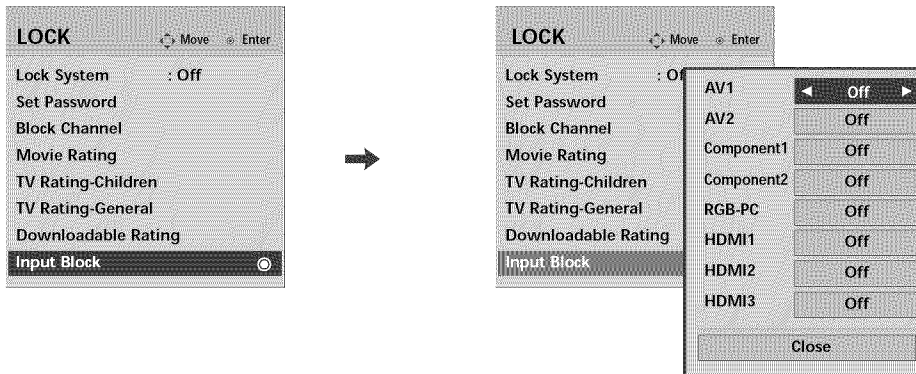 LOCK
Move Enter
Lock System : Off
Set Password
Block Channel
Movie Rating
TV Rating-Children
TV Rating-General
Downloadable Rating
Input Block
LOCK
Move Enter
Lock System
Set Password
Block Channel
Movie Rating
TV Rating-Children
TV Rating-General
Downloadable Rating
Input Block
AV1 Off
AV2 Off
Component1 Off
Component2 Off
RGB-PC Off
HDMI1 Off
HDMI2 Off
HDMI3 Off
Close